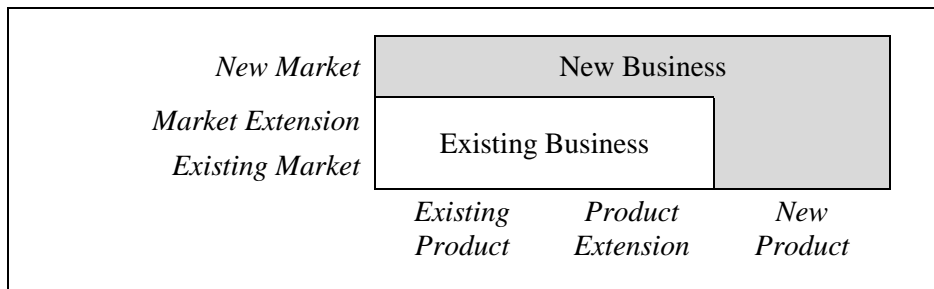 New Market
New Business
Market Extension
Existing Business
Existing Market
Existing Product
Product Extension
New Product